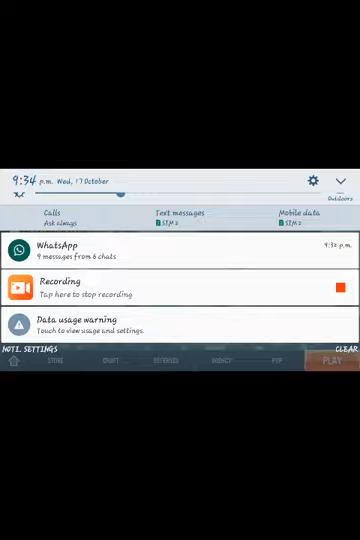 9:34 p.m. Wed, 17 October
Outdoors
Calls
Ask always
Text messages
SIM 2
Mobile data
SIM 2
WhatsApp
9:32 p.m.
9 messages from 6 chats
Recording
Tap here to stop recording
Data usage warning
Touch to view usage and settings.
NOTI. SETTINGS
CLEAR
STORE
CRAFT
DEFENSES
AGENCY
PVP
PLAY